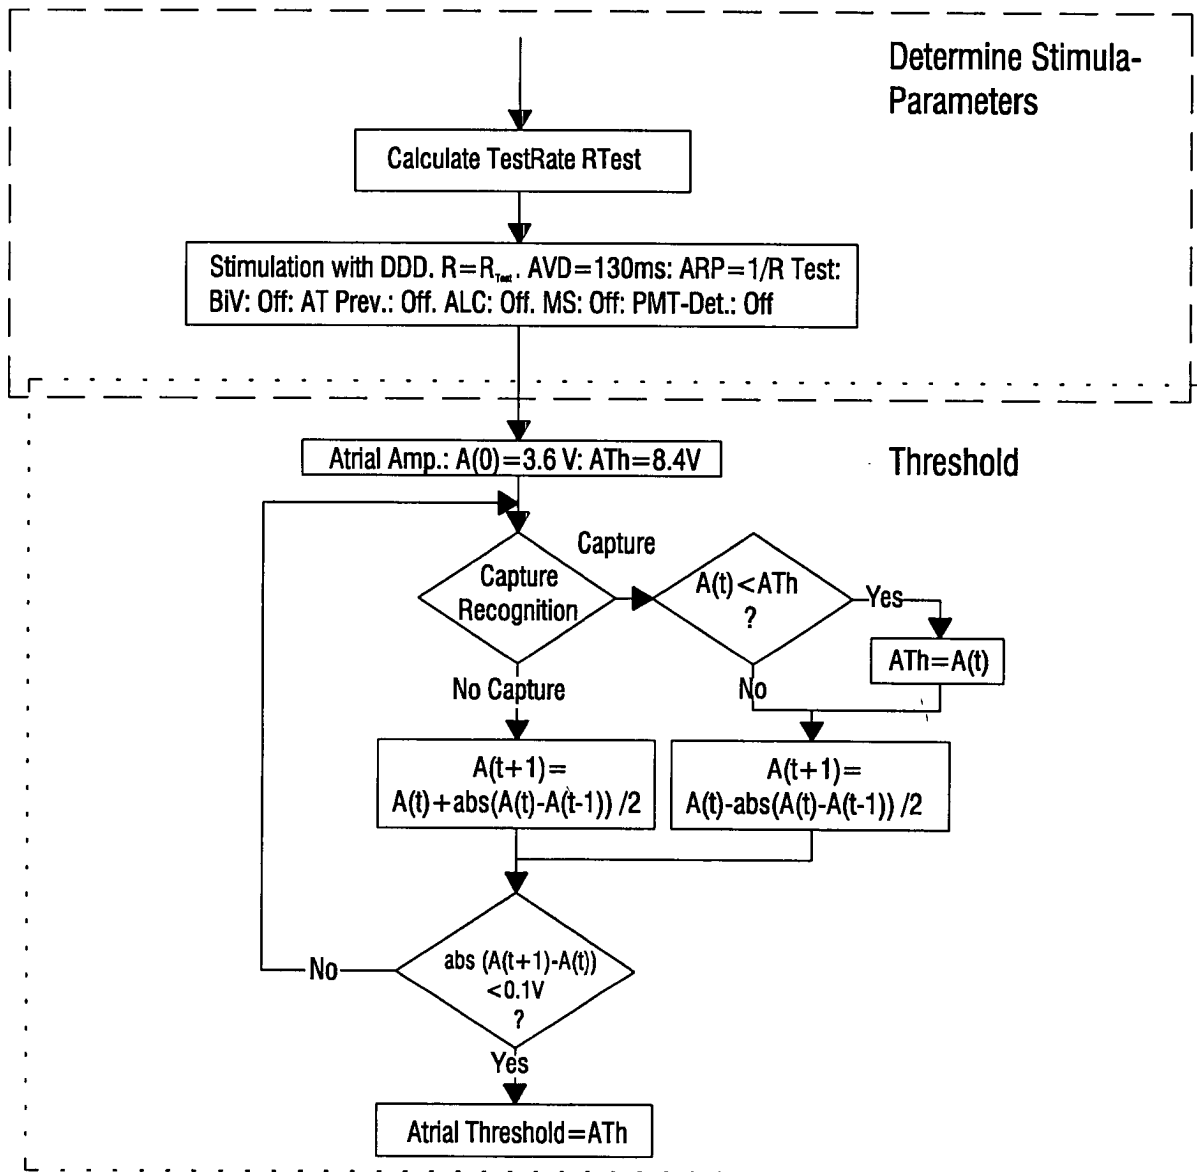 Determine Stimula-
Parameters
Calculate TestRate RTest
Stimulation with DDD. R=R_Test. AVD=130ms: ARP=1/R Test:
BiV: Off: AT Prev.: Off. ALC: Off. MS: Off: PMT-Det.: Off
Atrial Amp.: A(0)=3.6 V: ATh=8.4V
Threshold
Capture
Capture
Recognition
A(t)<ATh
?
Yes
ATh=A(t)
No Capture
No
A(t+1)=
A(t)+abs(A(t)-A(t-1)) /2
A(t+1)=
A(t)-abs(A(t)-A(t-1)) /2
abs (A(t+1)-A(t))
<0.1V
?
No
Yes
Atrial Threshold=ATh